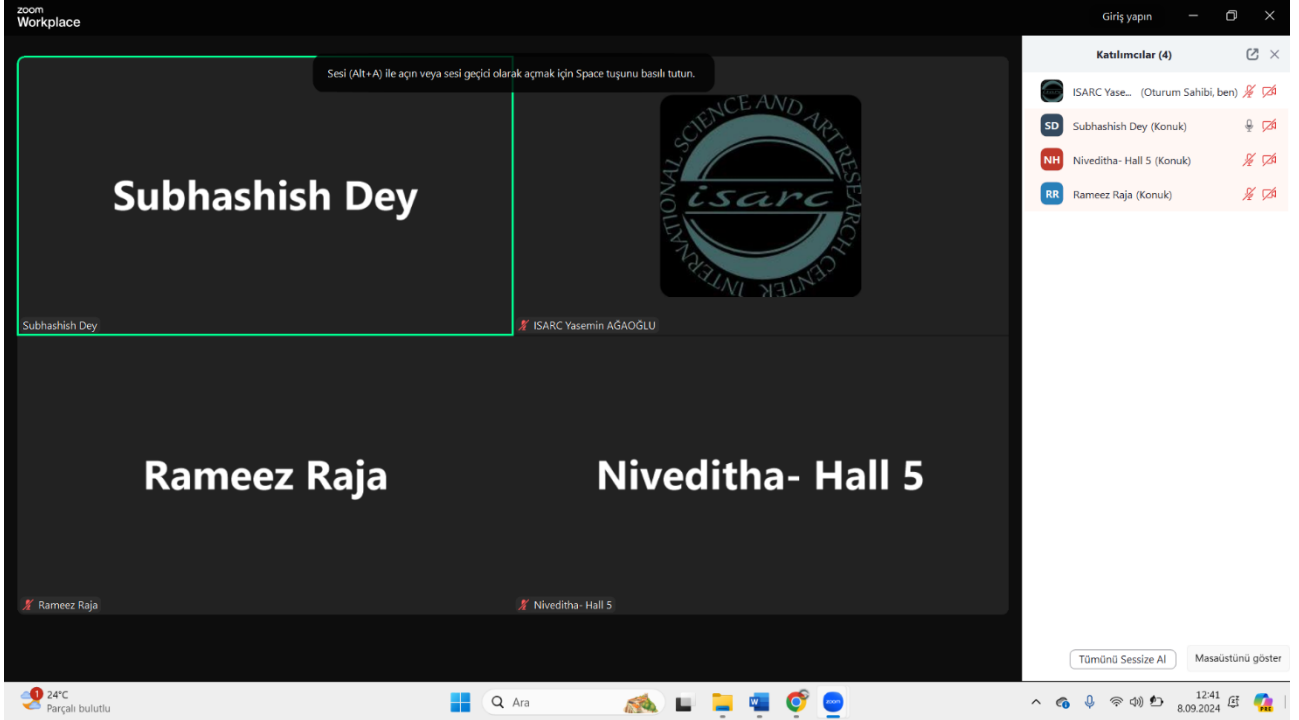 zoom
Workplace
Giriş yapın
Sesi (Alt+A) ile açın veya sesi geçici olarak açmak için Space tuşunu basılı tutun.
Subhashish Dey
Subhashish Dey
INTERNATIONAL SCIENCE AND ART RESEARCH CENTER
isarc
ISARC Yasemin AĞAOĞLU
Rameez Raja
Rameez Raja
Niveditha- Hall 5
Niveditha- Hall 5
Katılımcılar (4)
ISARC Yase... (Oturum Sahibi, ben)
SD Subhashish Dey (Konuk)
NH Niveditha- Hall 5 (Konuk)
RR Rameez Raja (Konuk)
Tümünü Sessize Al
Masaüstünü göster
1
24°C
Parçalı bulutlu
Ara
W
zoom
12:41
8.09.2024
PRE